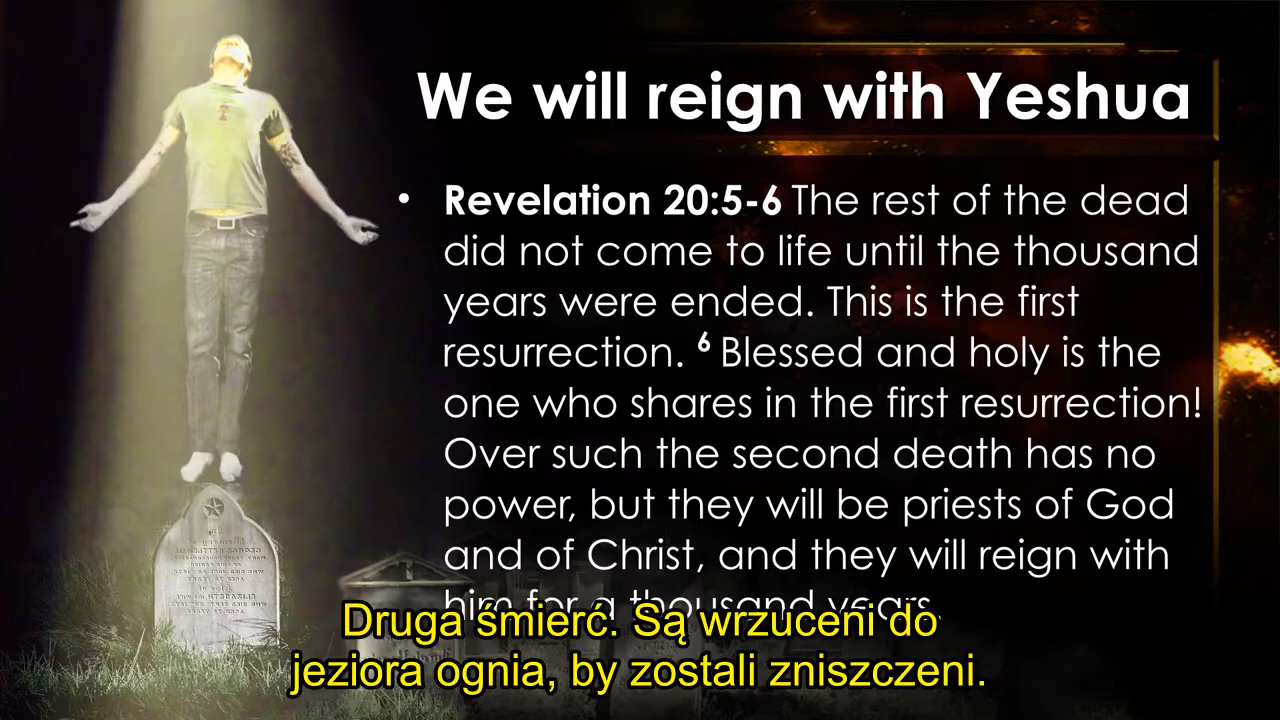 We will reign with Yeshua
• Revelation 20:5-6 The rest of the dead
did not come to life until the thousand
years were ended. This is the first
resurrection. 6 Blessed and holy is the
one who shares in the first resurrection!
Over such the second death has no
power, but they will be priests of God
and of Christ, and they will reign with
him for a thousand years.
Druga śmierć. Są wrzuceni do
jeziora ognia, by zostali zniszczeni.